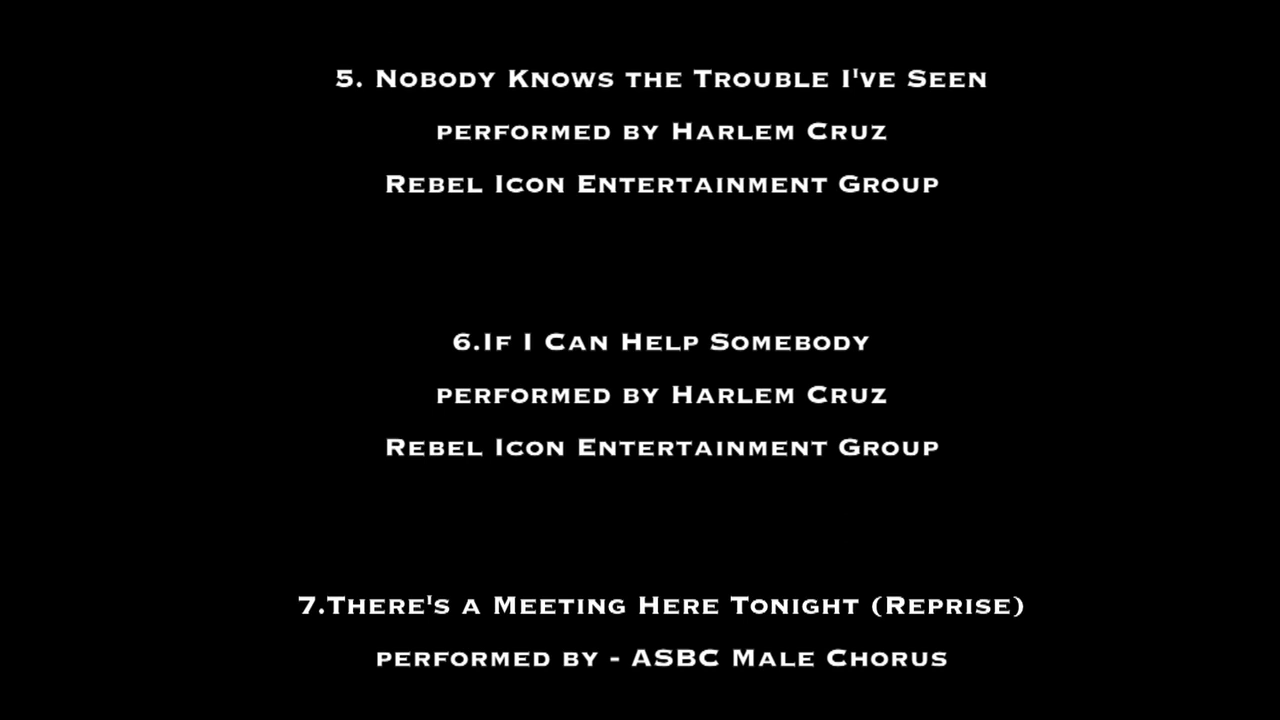 5. Nobody Knows the Trouble I've Seen
performed by Harlem Cruz
Rebel Icon Entertainment Group
6.If I Can Help Somebody
performed by Harlem Cruz
Rebel Icon Entertainment Group
7.There's a Meeting Here Tonight (Reprise)
performed by - ASBC Male Chorus